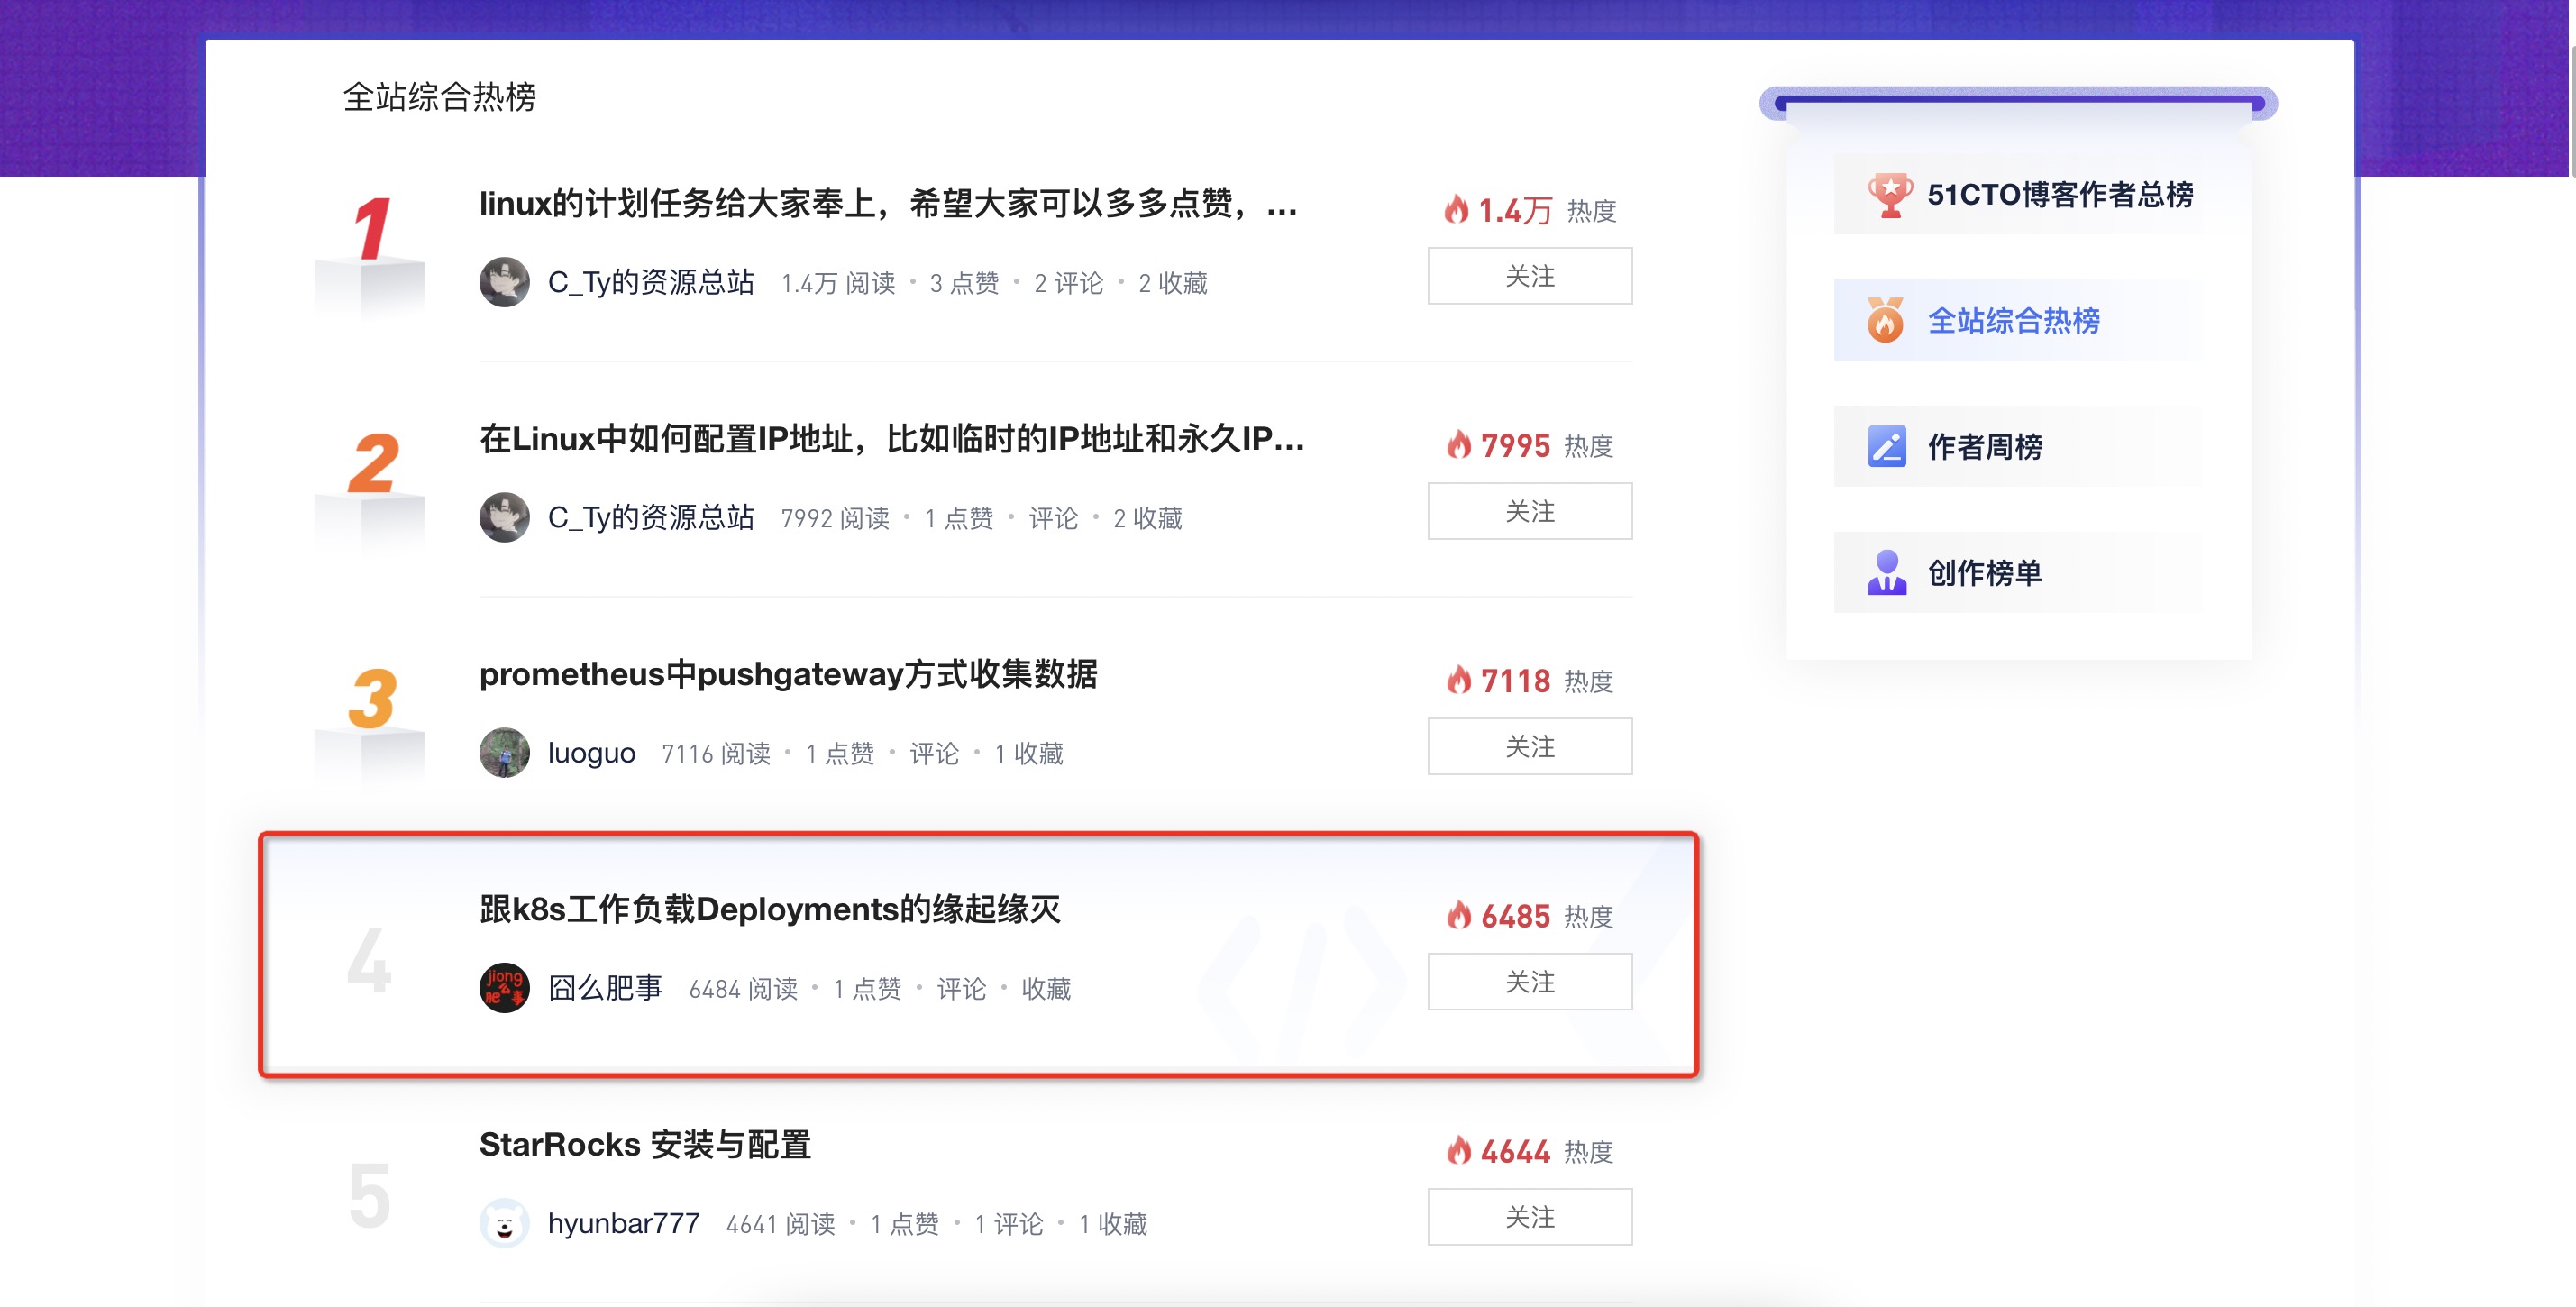 全站综合热榜
1
linux的计划任务给大家奉上，希望大家可以多多点赞，...
1.4万 热度
C_Ty的资源总站 1.4万 阅读 · 3 点赞 · 2 评论 · 2 收藏
关注
2
在Linux中如何配置IP地址，比如临时的IP地址和永久IP...
7995 热度
C_Ty的资源总站 7992 阅读 · 1 点赞 · 评论 · 2 收藏
关注
3
prometheus中pushgateway方式收集数据
7118 热度
luoguo 7116 阅读 · 1 点赞 · 评论 · 1 收藏
关注
4
跟k8s工作负载Deployments的缘起缘灭
6485 热度
jiong
么
肥事
囧么肥事 6484 阅读 · 1 点赞 · 评论 · 收藏
关注
5
StarRocks 安装与配置
4644 热度
hyunbar777 4641 阅读 · 1 点赞 · 1 评论 · 1 收藏
关注
51CTO博客作者总榜
全站综合热榜
作者周榜
创作榜单